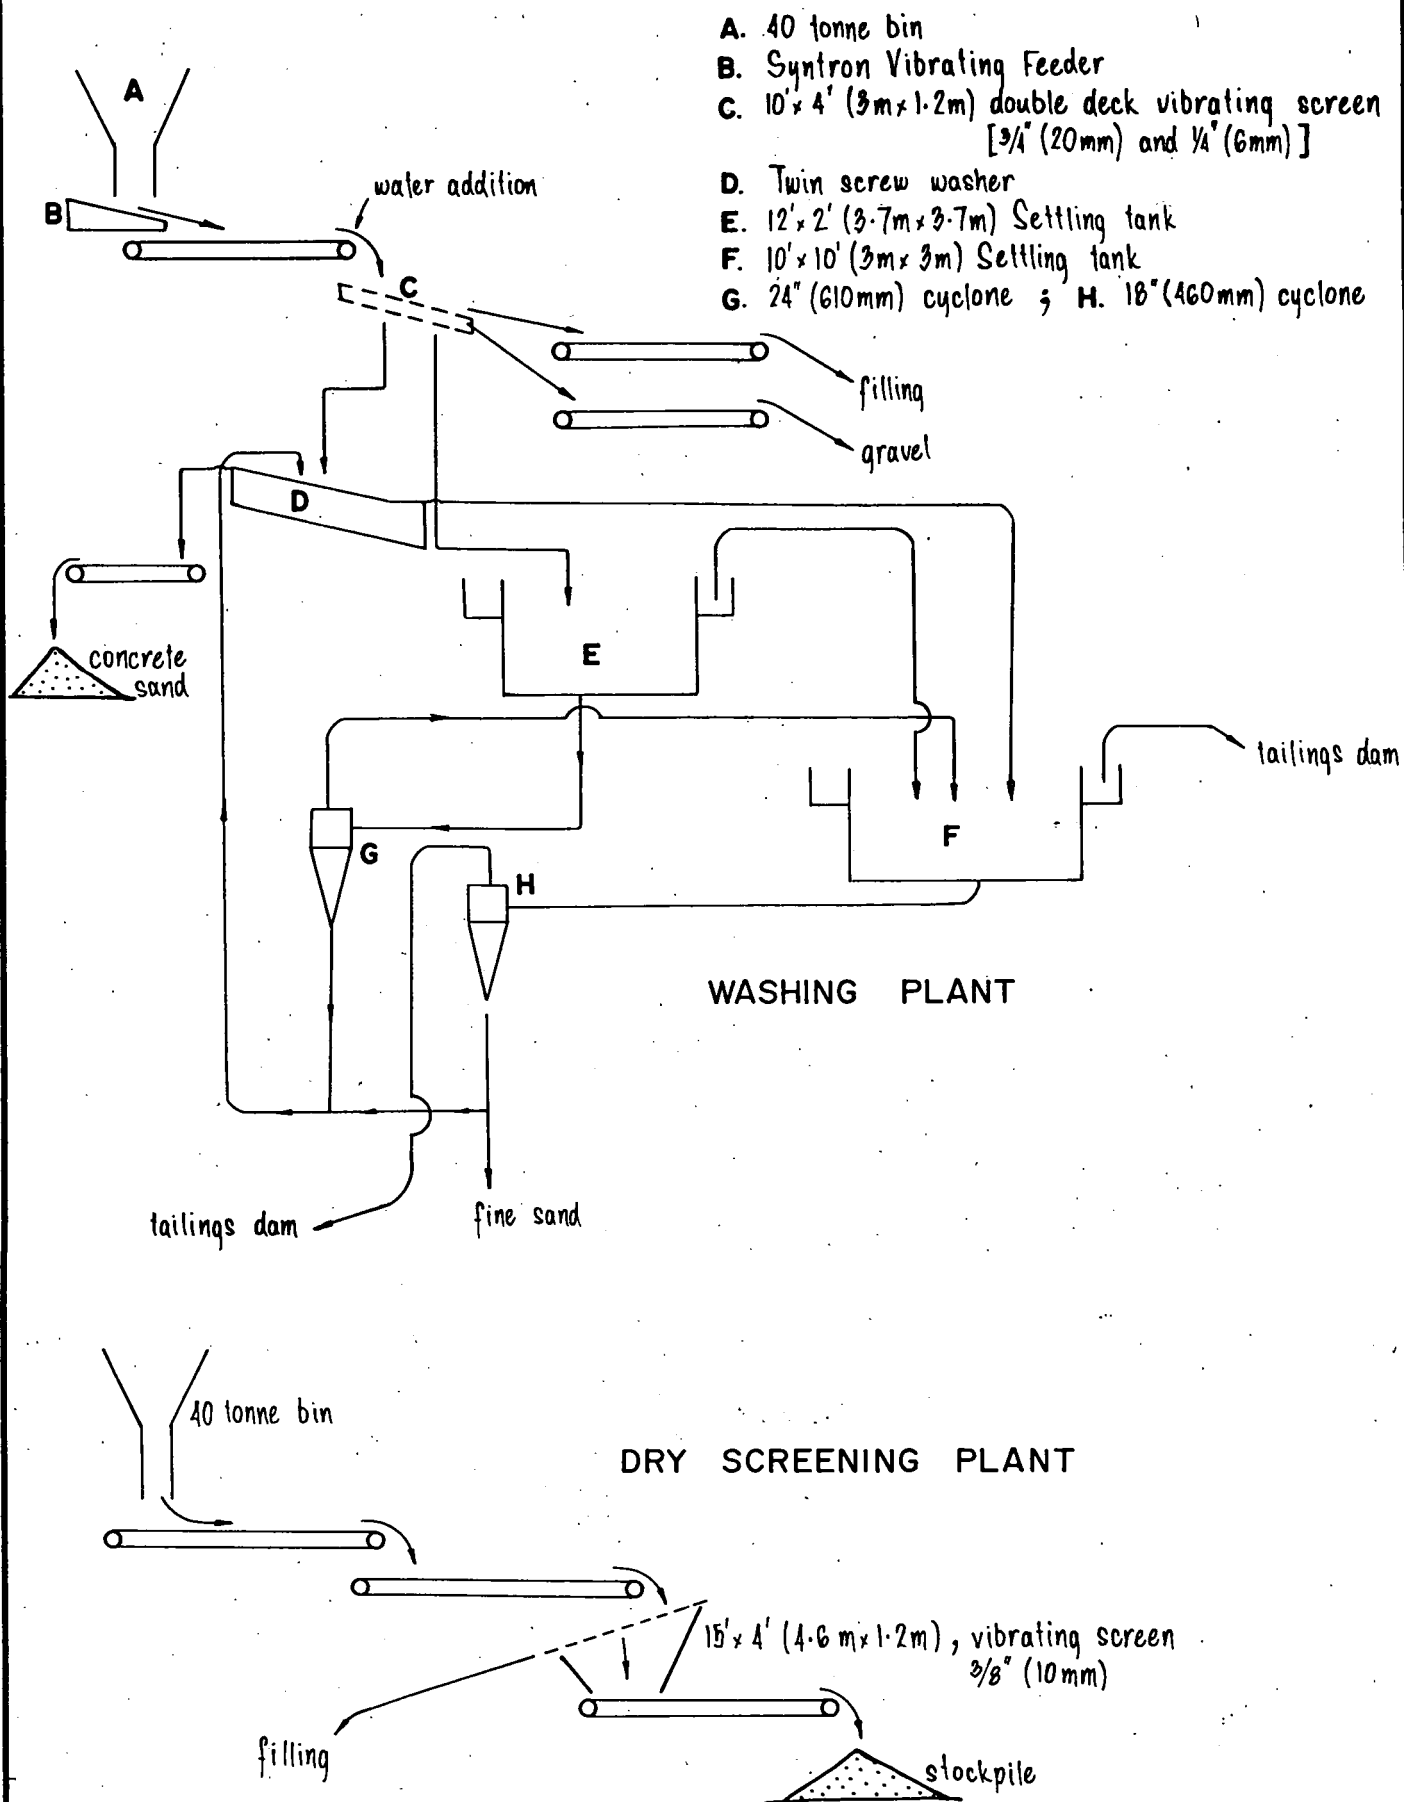 A. 40 tonne bin
B. Syntron Vibrating Feeder
C. 10'x 4' (3m x 1.2m) double deck vibrating screen
[3/4" (20mm) and 1/4" (6mm)]
D. Twin screw washer
E. 12'x 2' (3.7m x 3.7m) Settling tank
F. 10'x 10' (3m x 3m) Settling tank
G. 24" (610mm) cyclone ; H. 18" (460mm) cyclone
A
B
water addition
C
filling
gravel
D
concrete
sand
E
tailings dam
F
G
H
WASHING PLANT
tailings dam
fine sand
40 tonne bin
DRY SCREENING PLANT
15'x 4' (4.6 m x 1.2m), vibrating screen
3/8" (10mm)
filling
stockpile